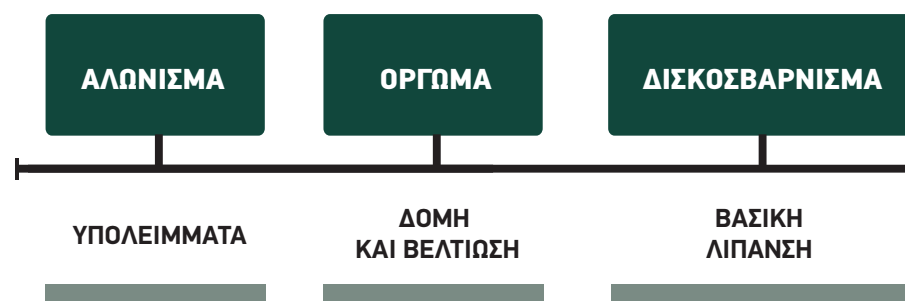 ΑΛΩΝΙΣΜΑ
ΟΡΓΩΜΑ
ΔΙΣΚΟΣΒΑΡΝΙΣΜΑ
ΥΠΟΛΕΙΜΜΑΤΑ
ΔΟΜΗ
ΚΑΙ ΒΕΛΤΙΩΣΗ
ΒΑΣΙΚΗ
ΛΙΠΑΝΣΗ